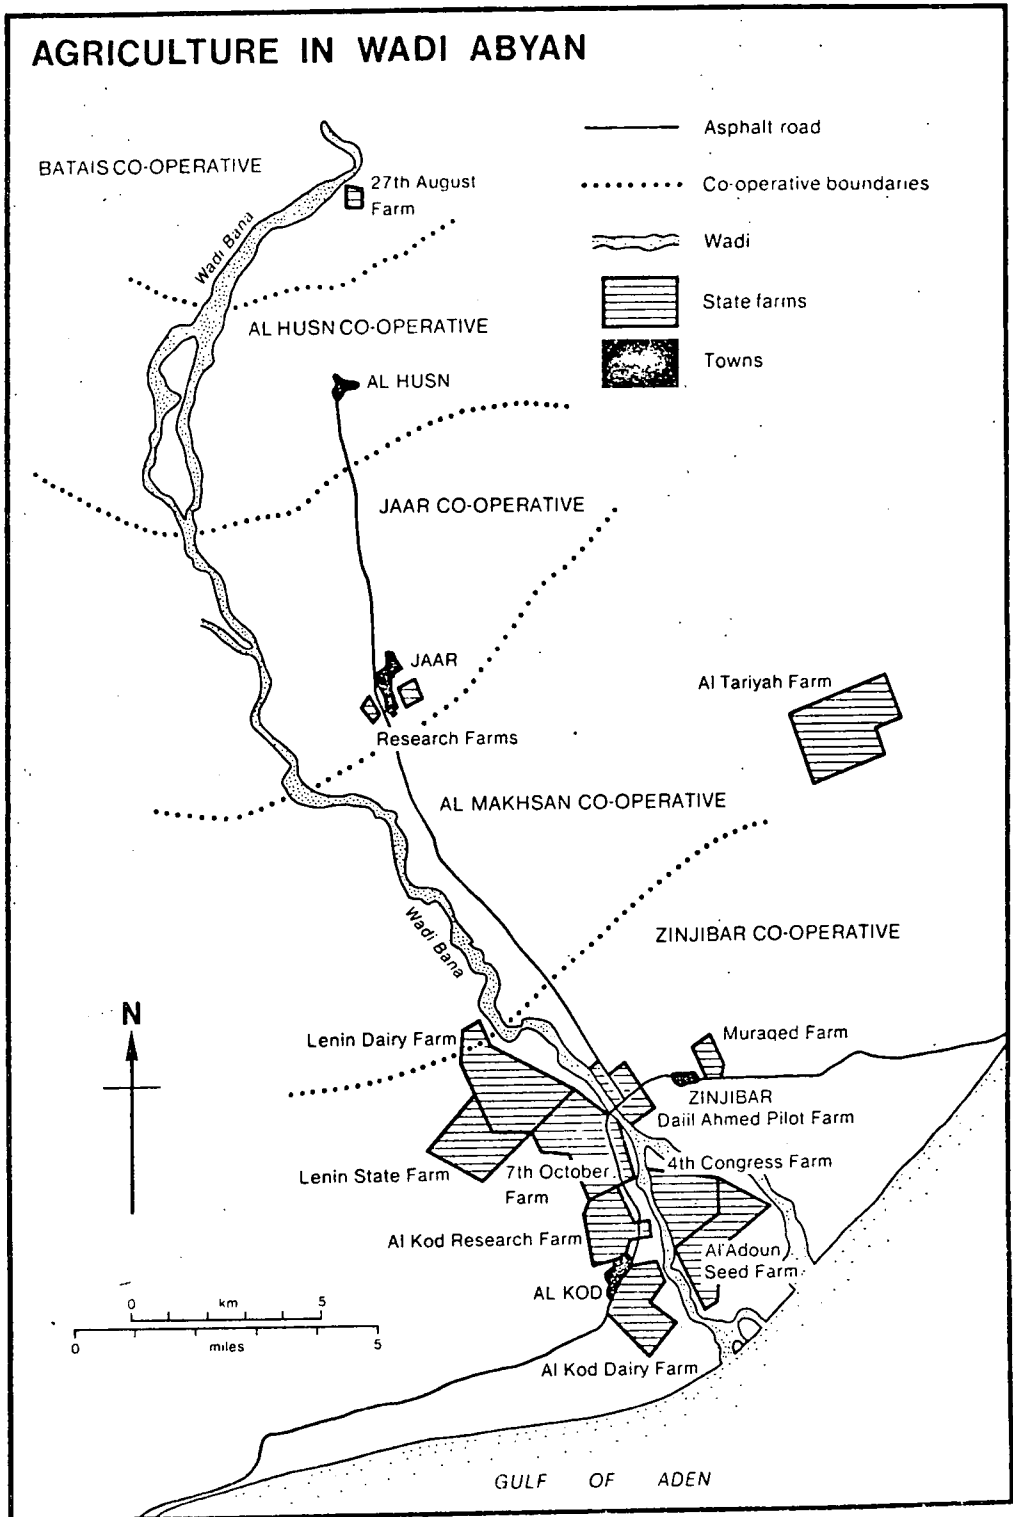 AGRICULTURE IN WADI ABYAN
Asphalt road
Co-operative boundaries
Wadi
State farms
Towns
BATAIS CO-OPERATIVE
27th August
Farm
Wadi Bana
AL HUSN CO-OPERATIVE
AL HUSN
JAAR CO-OPERATIVE
JAAR
Research Farms
Al Tariyah Farm
AL MAKHSAN CO-OPERATIVE
Wadi Bana
ZINJIBAR CO-OPERATIVE
N
Lenin Dairy Farm
Muraqed Farm
ZINJIBAR
Daiil Ahmed Pilot Farm
Lenin State Farm
7th October
Farm
4th Congress Farm
Al Kod Research Farm
Al Adoun
Seed Farm
AL KOD
Al Kod Dairy Farm
0 km 5
0 miles 5
GULF OF ADEN